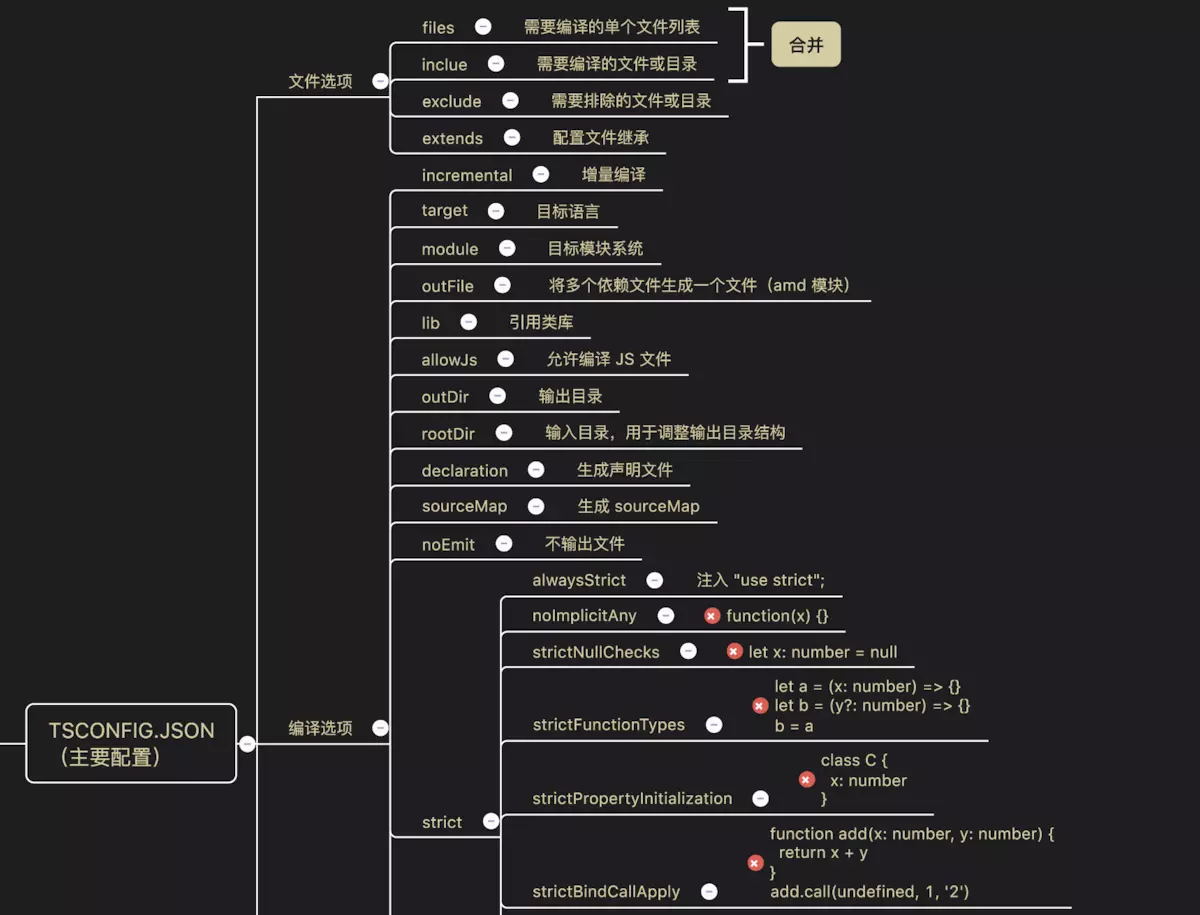 files 需要编译的单个文件列表
合并
inclue 需要编译的文件或目录
文件选项
exclude 需要排除的文件或目录
extends 配置文件继承
incremental 增量编译
target 目标语言
module 目标模块系统
outFile 将多个依赖文件生成一个文件（amd 模块）
lib 引用类库
allowJs 允许编译 JS 文件
outDir 输出目录
rootDir 输入目录，用于调整输出目录结构
declaration 生成声明文件
sourceMap 生成 sourceMap
noEmit 不输出文件
alwaysStrict 注入 "use strict";
noImplicitAny function(x) {}
strictNullChecks let x: number = null
let a = (x: number) => {}
let b = (y?: number) => {}
strictFunctionTypes b = a
TSCONFIG.JSON
（主要配置）
编译选项
class C {
x: number
strictPropertyInitialization }
strict
function add(x: number, y: number) {
return x + y
}
strictBindCallApply add.call(undefined, 1, '2')